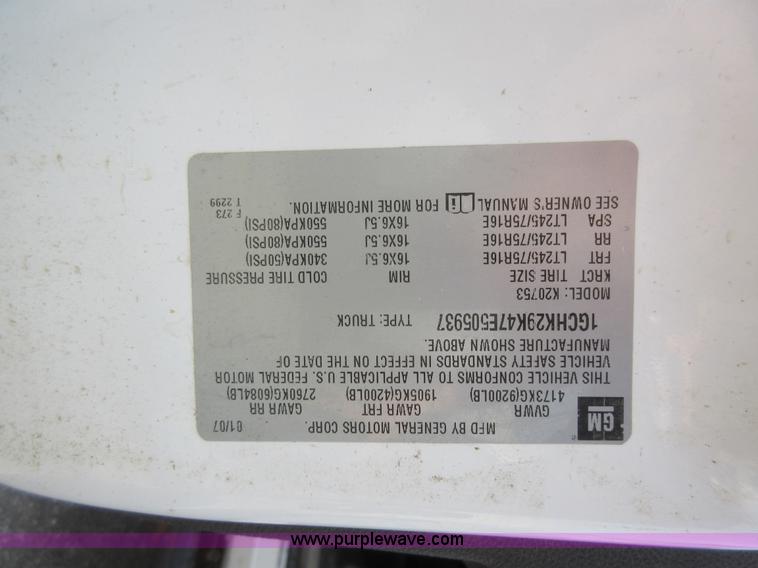 GM
MFD BY GENERAL MOTORS CORP. 01/07
GVWR GAWR FRT GAWR RR
4173KG(9200LB) 1905KG(4200LB) 2760KG(6084LB)
THIS VEHICLE CONFORMS TO ALL APPLICABLE U.S. FEDERAL MOTOR
VEHICLE SAFETY STANDARDS IN EFFECT ON THE DATE OF
MANUFACTURE SHOWN ABOVE.
1GCHK29K47E505937 TYPE: TRUCK
MODEL: K20753
KRCT TIRE SIZE RIM COLD TIRE PRESSURE
FRT LT245/75R16E 16X6.5J 340KPA(50PSI)
RR LT245/75R16E 16X6.5J 550KPA(80PSI)
SPA LT245/75R16E 16X6.5J 550KPA(80PSI)
SEE OWNER'S MANUAL FOR MORE INFORMATION.
F 273
T 2299
www.purplewave.com